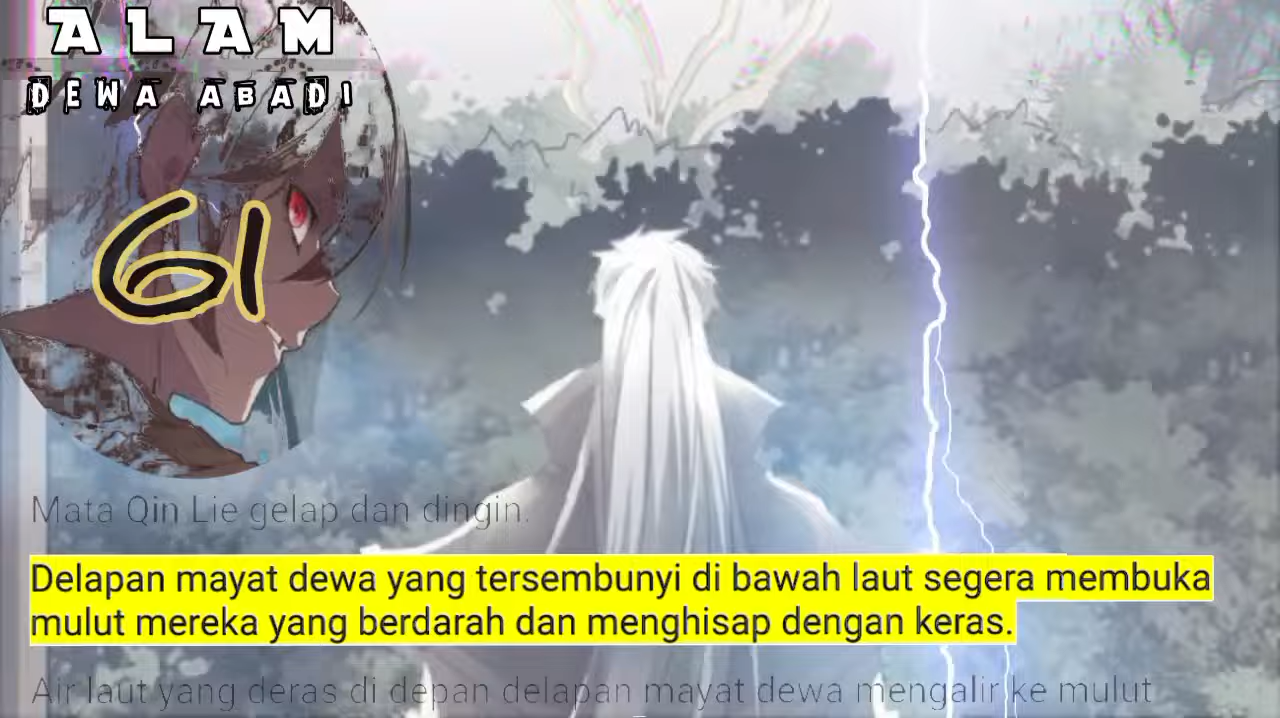 ALAM
DEWA ABADI
61
Mata Qin Lie gelap dan dingin.
Delapan mayat dewa yang tersembunyi di bawah laut segera membuka
mulut mereka yang berdarah dan menghisap dengan keras.
Air laut yang deras di depan delapan mayat dewa mengalir ke mulut